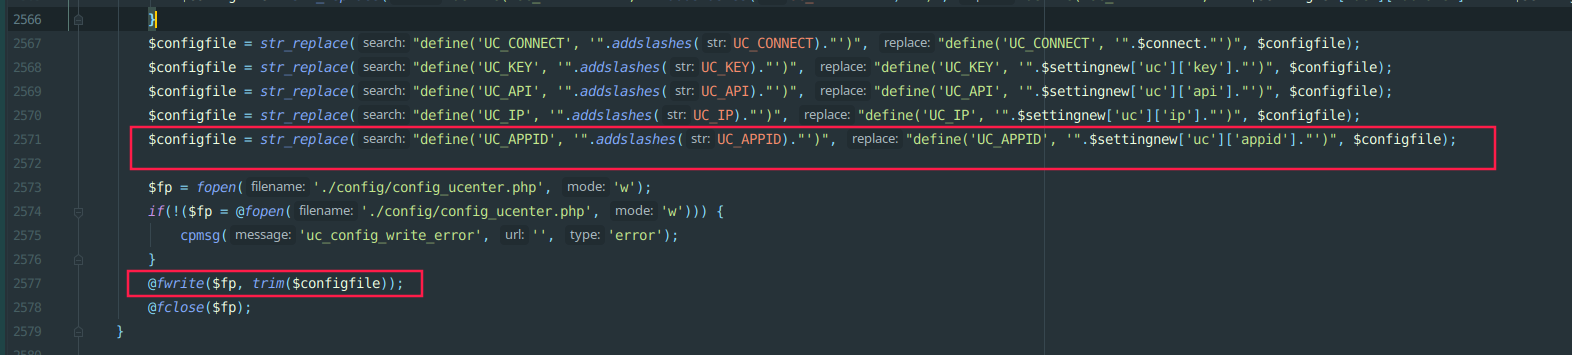 2566 }
2567 $configfile = str_replace( search: "define('UC_CONNECT', '".addslashes( str: UC_CONNECT)."')", replace: "define('UC_CONNECT', '".$connect."')", $configfile);
2568 $configfile = str_replace( search: "define('UC_KEY', '".addslashes( str: UC_KEY)."')", replace: "define('UC_KEY', '".$settingnew['uc']['key']."')", $configfile);
2569 $configfile = str_replace( search: "define('UC_API', '".addslashes( str: UC_API)."')", replace: "define('UC_API', '".$settingnew['uc']['api']."')", $configfile);
2570 $configfile = str_replace( search: "define('UC_IP', '".addslashes( str: UC_IP)."')", replace: "define('UC_IP', '".$settingnew['uc']['ip']."')", $configfile);
2571 $configfile = str_replace( search: "define('UC_APPID', '".addslashes( str: UC_APPID)."')", replace: "define('UC_APPID', '".$settingnew['uc']['appid']."')", $configfile);
2572
2573 $fp = fopen( filename: './config/config_ucenter.php', mode: 'w');
2574 if(!($fp = @fopen( filename: './config/config_ucenter.php', mode: 'w'))) {
2575 cpmsg( message: 'uc_config_write_error', url: '', type: 'error');
2576 }
2577 @fwrite($fp, trim($configfile));
2578 @fclose($fp);
2579 }